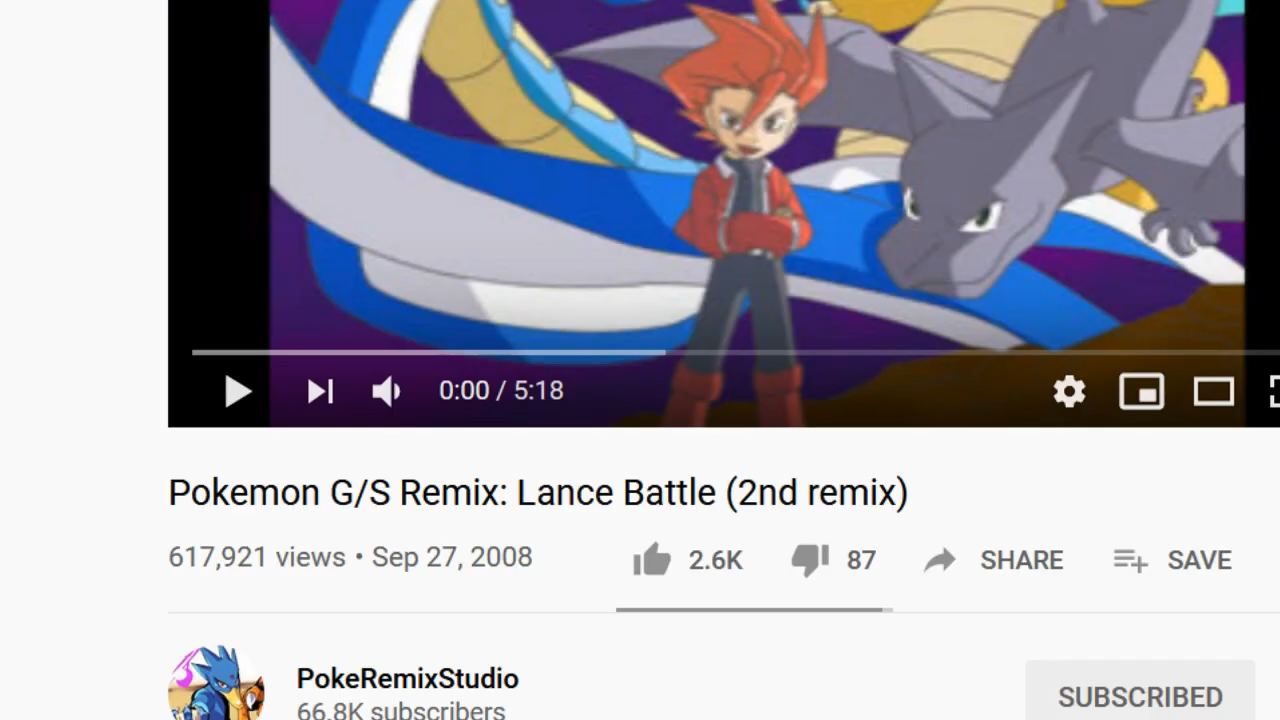 0:00 / 5:18
Pokemon G/S Remix: Lance Battle (2nd remix)
617,921 views • Sep 27, 2008 2.6K 87 SHARE SAVE
PokeRemixStudio
66.8K subscribers
SUBSCRIBED